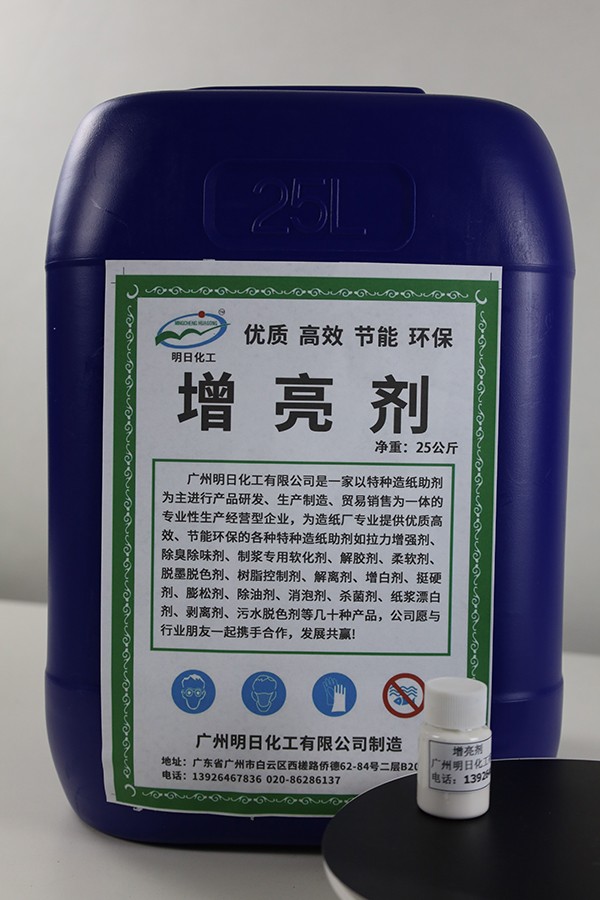 25L
TM
明日化工
优质 高效 节能 环保
增亮剂
净重：25公斤
广州明日化工有限公司是一家以特种造纸助剂
为主进行产品研发、生产制造、贸易销售为一体的
专业性生产经营型企业，为造纸厂专业提供优质高
效、节能环保的各种特种造纸助剂如拉力增强剂、
除臭除味剂、制浆专用软化剂、解胶剂、柔软剂、
脱墨脱色剂、树脂控制剂、解离剂、增白剂、挺硬
剂、膨松剂、除油剂、消泡剂、杀菌剂、纸浆漂白
剂、剥离剂、污水脱色剂等几十种产品，公司愿与
行业朋友一起携手合作，发展共赢!
广州明日化工有限公司制造
地址：广东省广州市白云区西槎路侨德62-84号二层B20
电话：13926467836 020-86286137
增亮剂
广州明日化工
电话：13926